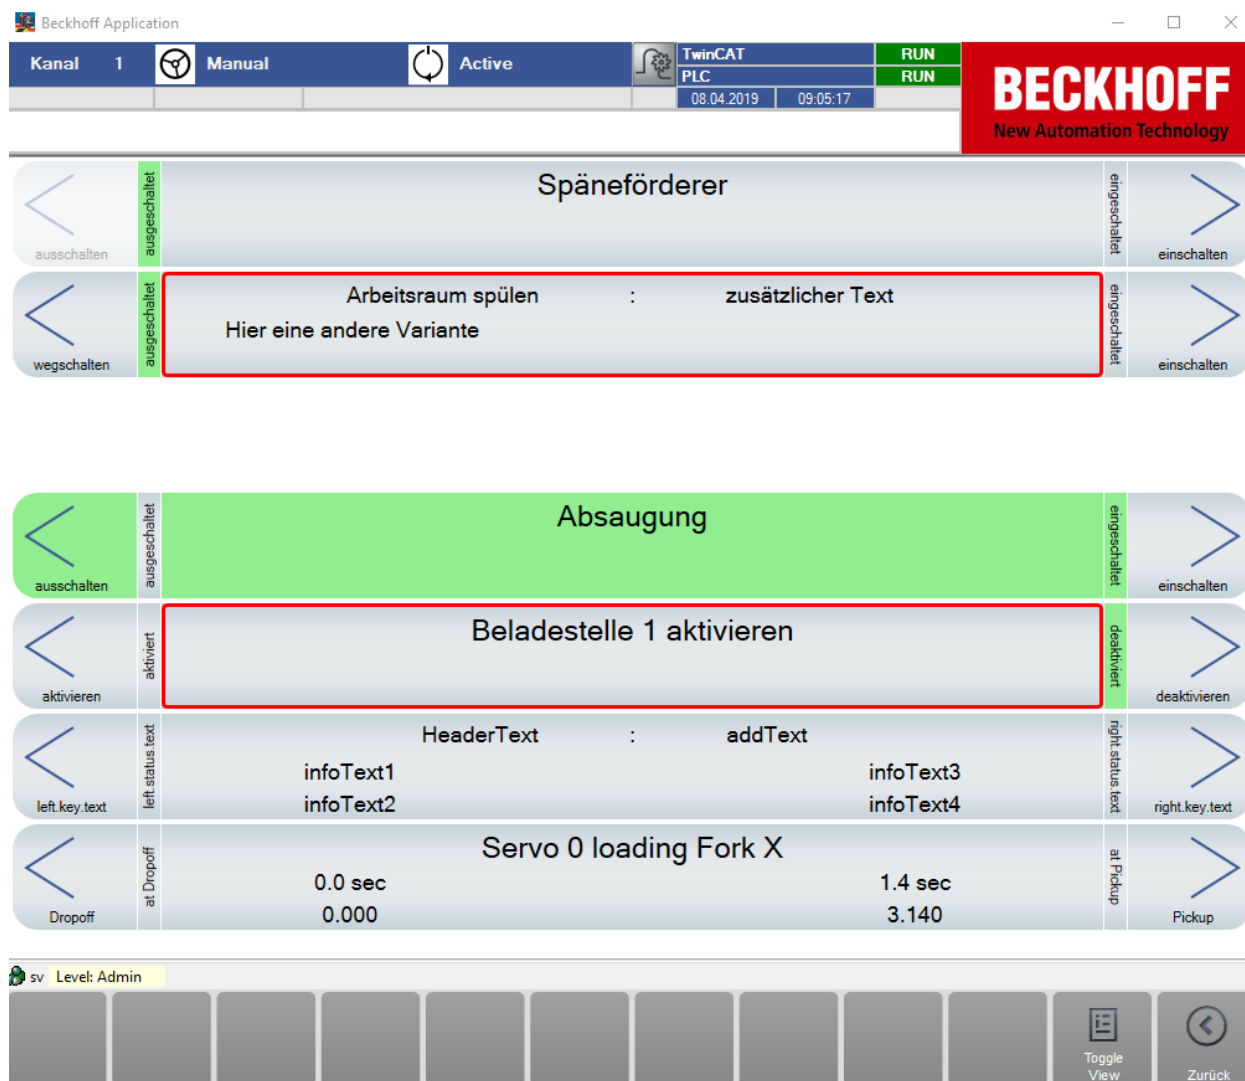 Beckhoff Application
Kanal 1 Manual Active TwinCAT RUN
PLC RUN
08.04.2019 09:05:17
BECKHOFF
New Automation Technology
ausschalten ausgeschaltet Späneförderer eingeschaltet einschalten
wegschalten ausgeschaltet Arbeitsraum spülen : zusätzlicher Text eingeschaltet einschalten
Hier eine andere Variante
ausschalten ausgeschaltet Absaugung eingeschaltet einschalten
aktivieren aktiviert Beladestelle 1 aktivieren deaktiviert deaktivieren
left.key.text left.status.text HeaderText : addText right.status.text right.key.text
infoText1 infoText3
infoText2 infoText4
Dropoff at Dropoff Servo 0 loading Fork X at Pickup Pickup
0.0 sec 1.4 sec
0.000 3.140
sv Level: Admin
Toggle
View Zurück